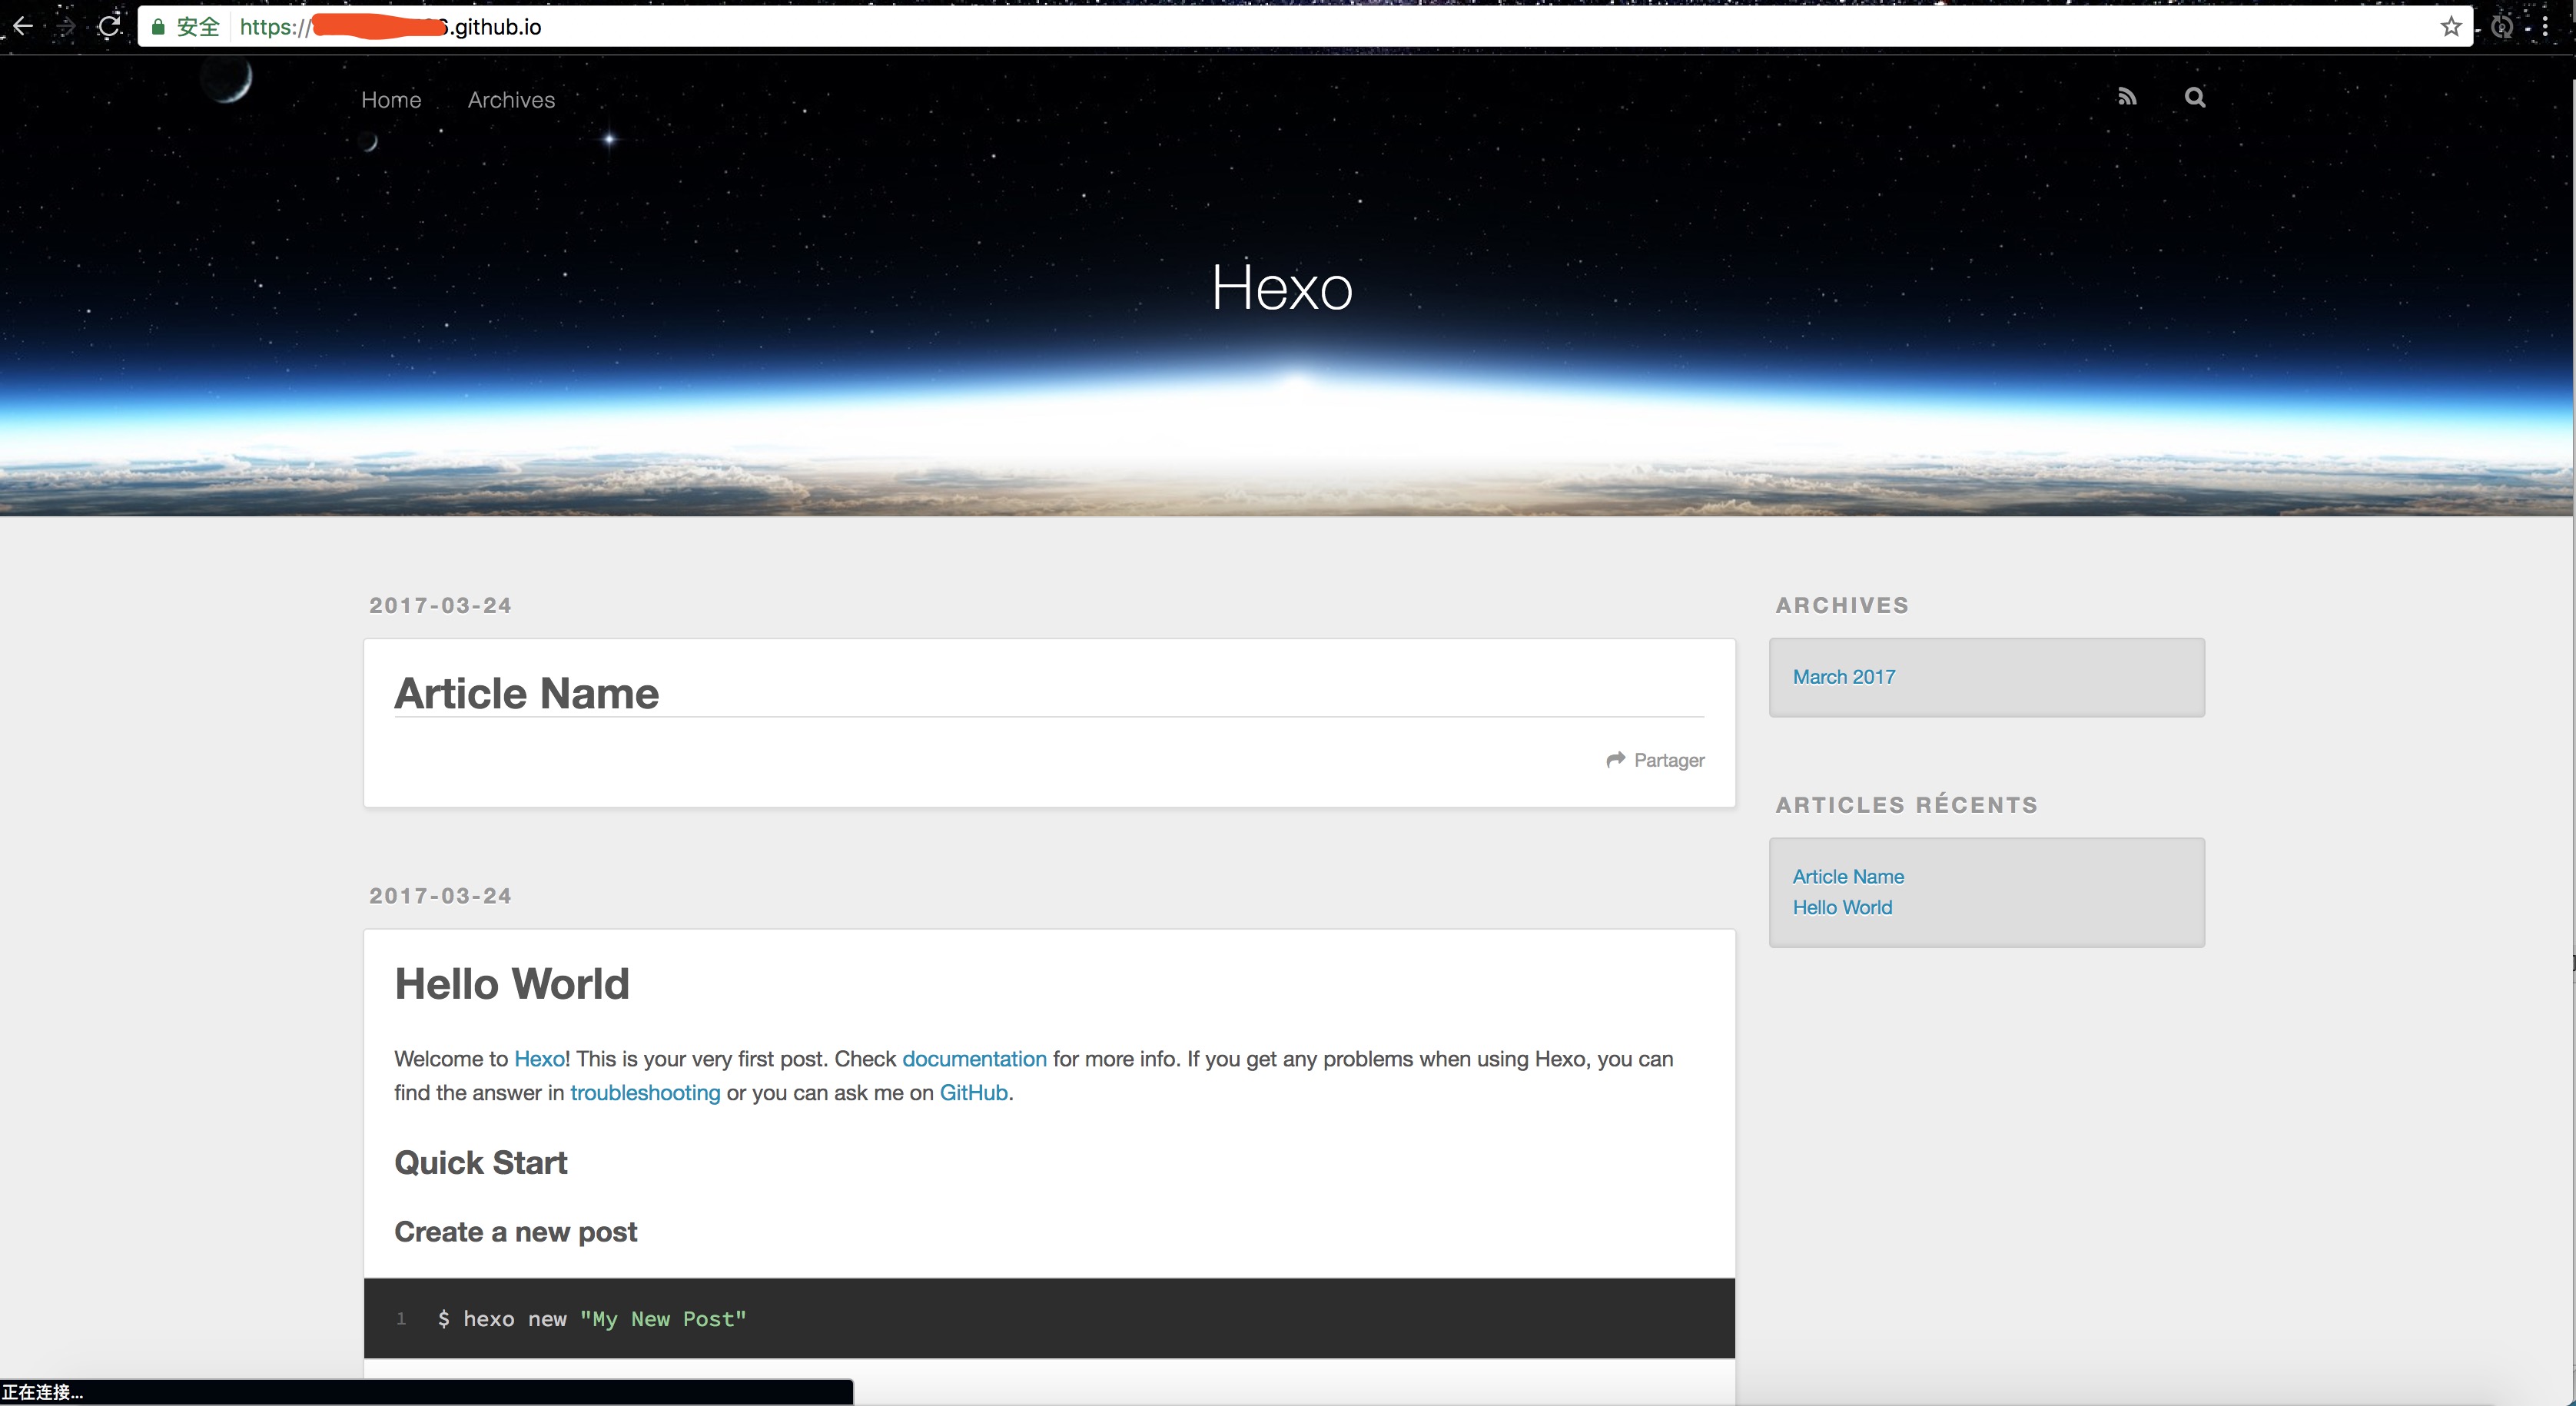 安全 https://6.github.io
Home Archives
Hexo
2017-03-24
Article Name
Partager
2017-03-24
Hello World
Welcome to Hexo! This is your very first post. Check documentation for more info. If you get any problems when using Hexo, you can
find the answer in troubleshooting or you can ask me on GitHub.
Quick Start
Create a new post
1 $ hexo new "My New Post"
ARCHIVES
March 2017
ARTICLES RÉCENTS
Article Name
Hello World
正在连接...